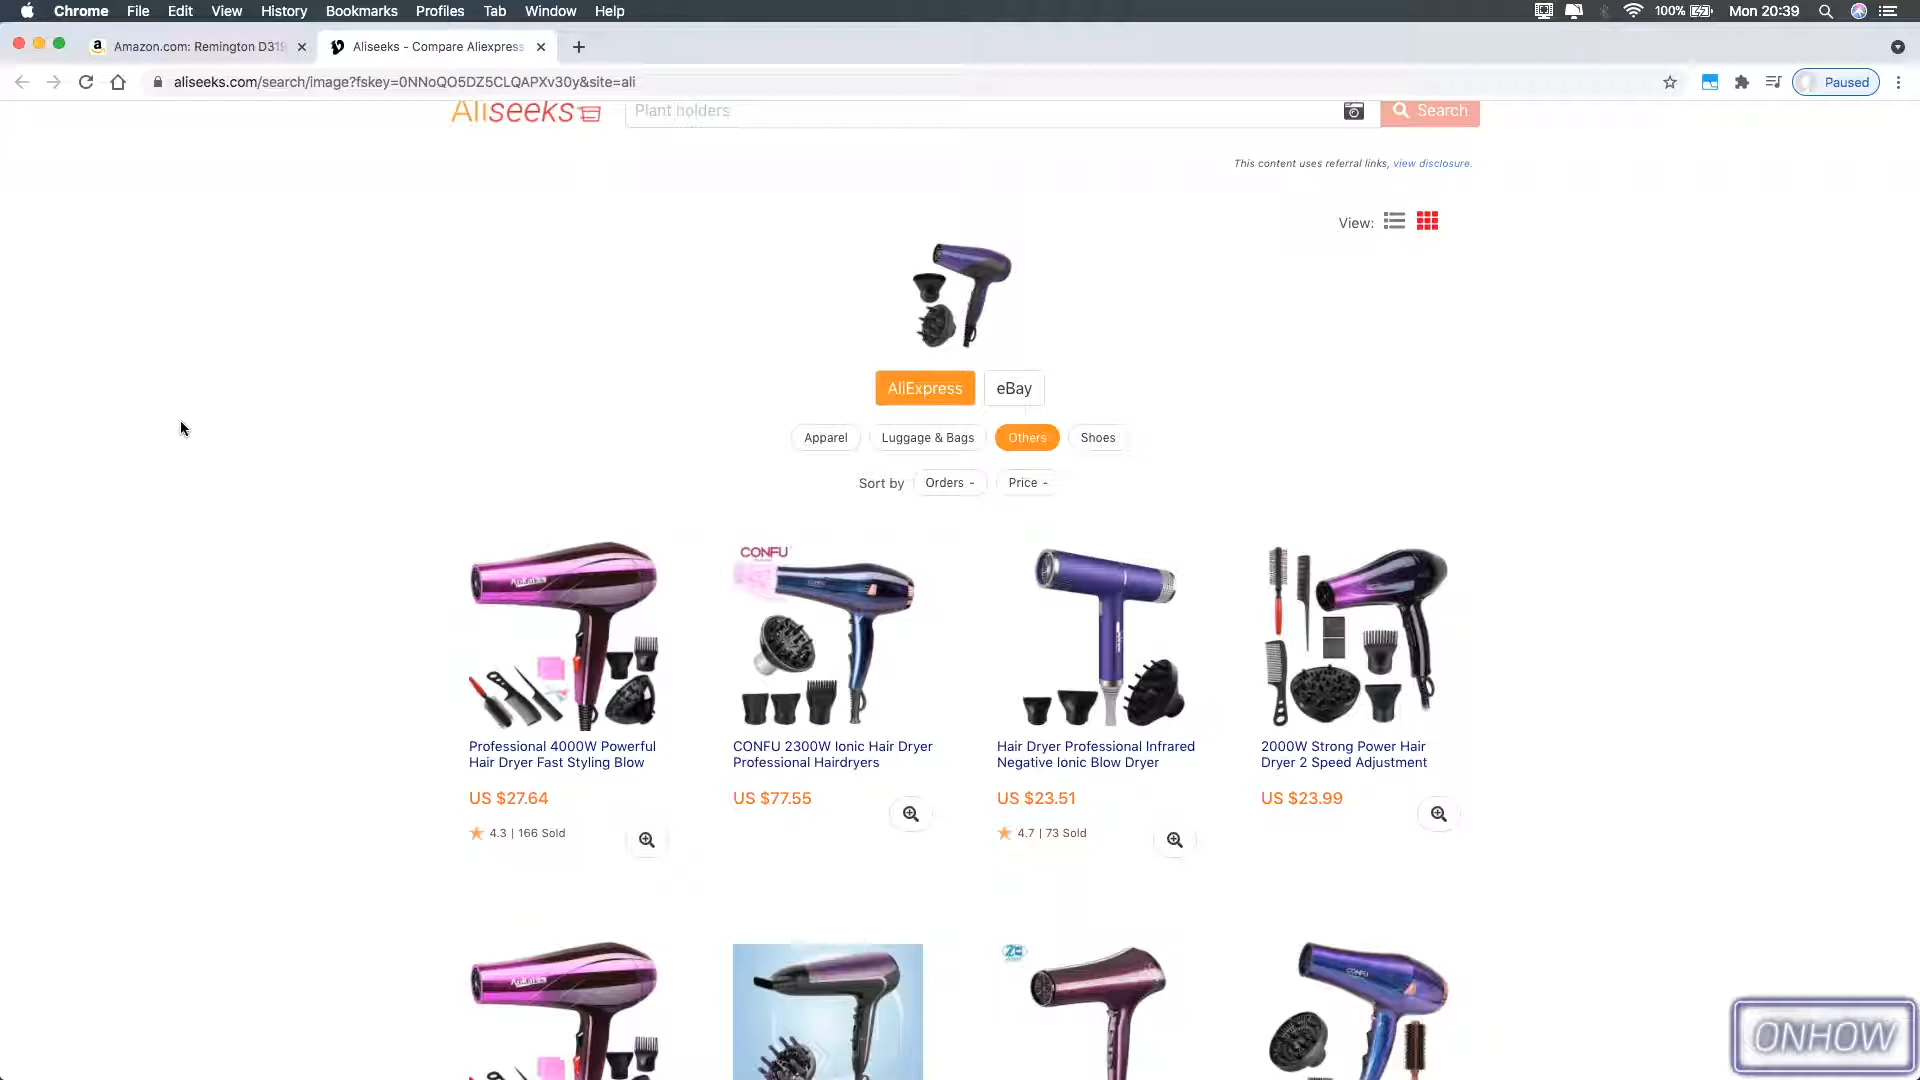 Chrome File Edit View History Bookmarks Profiles Tab Window Help 100% Mon 20:39
Amazon.com: Remington D319
Aliseeks - Compare Aliexpress
aliseeks.com/search/image?fskey=0NNoQO5DZ5CLQAPXv30y&site=ali
Paused
Aliseeks
Plant holders
Search
This content uses referral links, view disclosure.
View:
AliExpress eBay
Apparel Luggage & Bags Others Shoes
Sort by Orders - Price -
CONFU
Professional 4000W Powerful
Hair Dryer Fast Styling Blow
US $27.64
4.3 | 166 Sold
CONFU 2300W Ionic Hair Dryer
Professional Hairdryers
US $77.55
Hair Dryer Professional Infrared
Negative Ionic Blow Dryer
US $23.51
4.7 | 73 Sold
2000W Strong Power Hair
Dryer 2 Speed Adjustment
US $23.99
CONFU
ONHOW